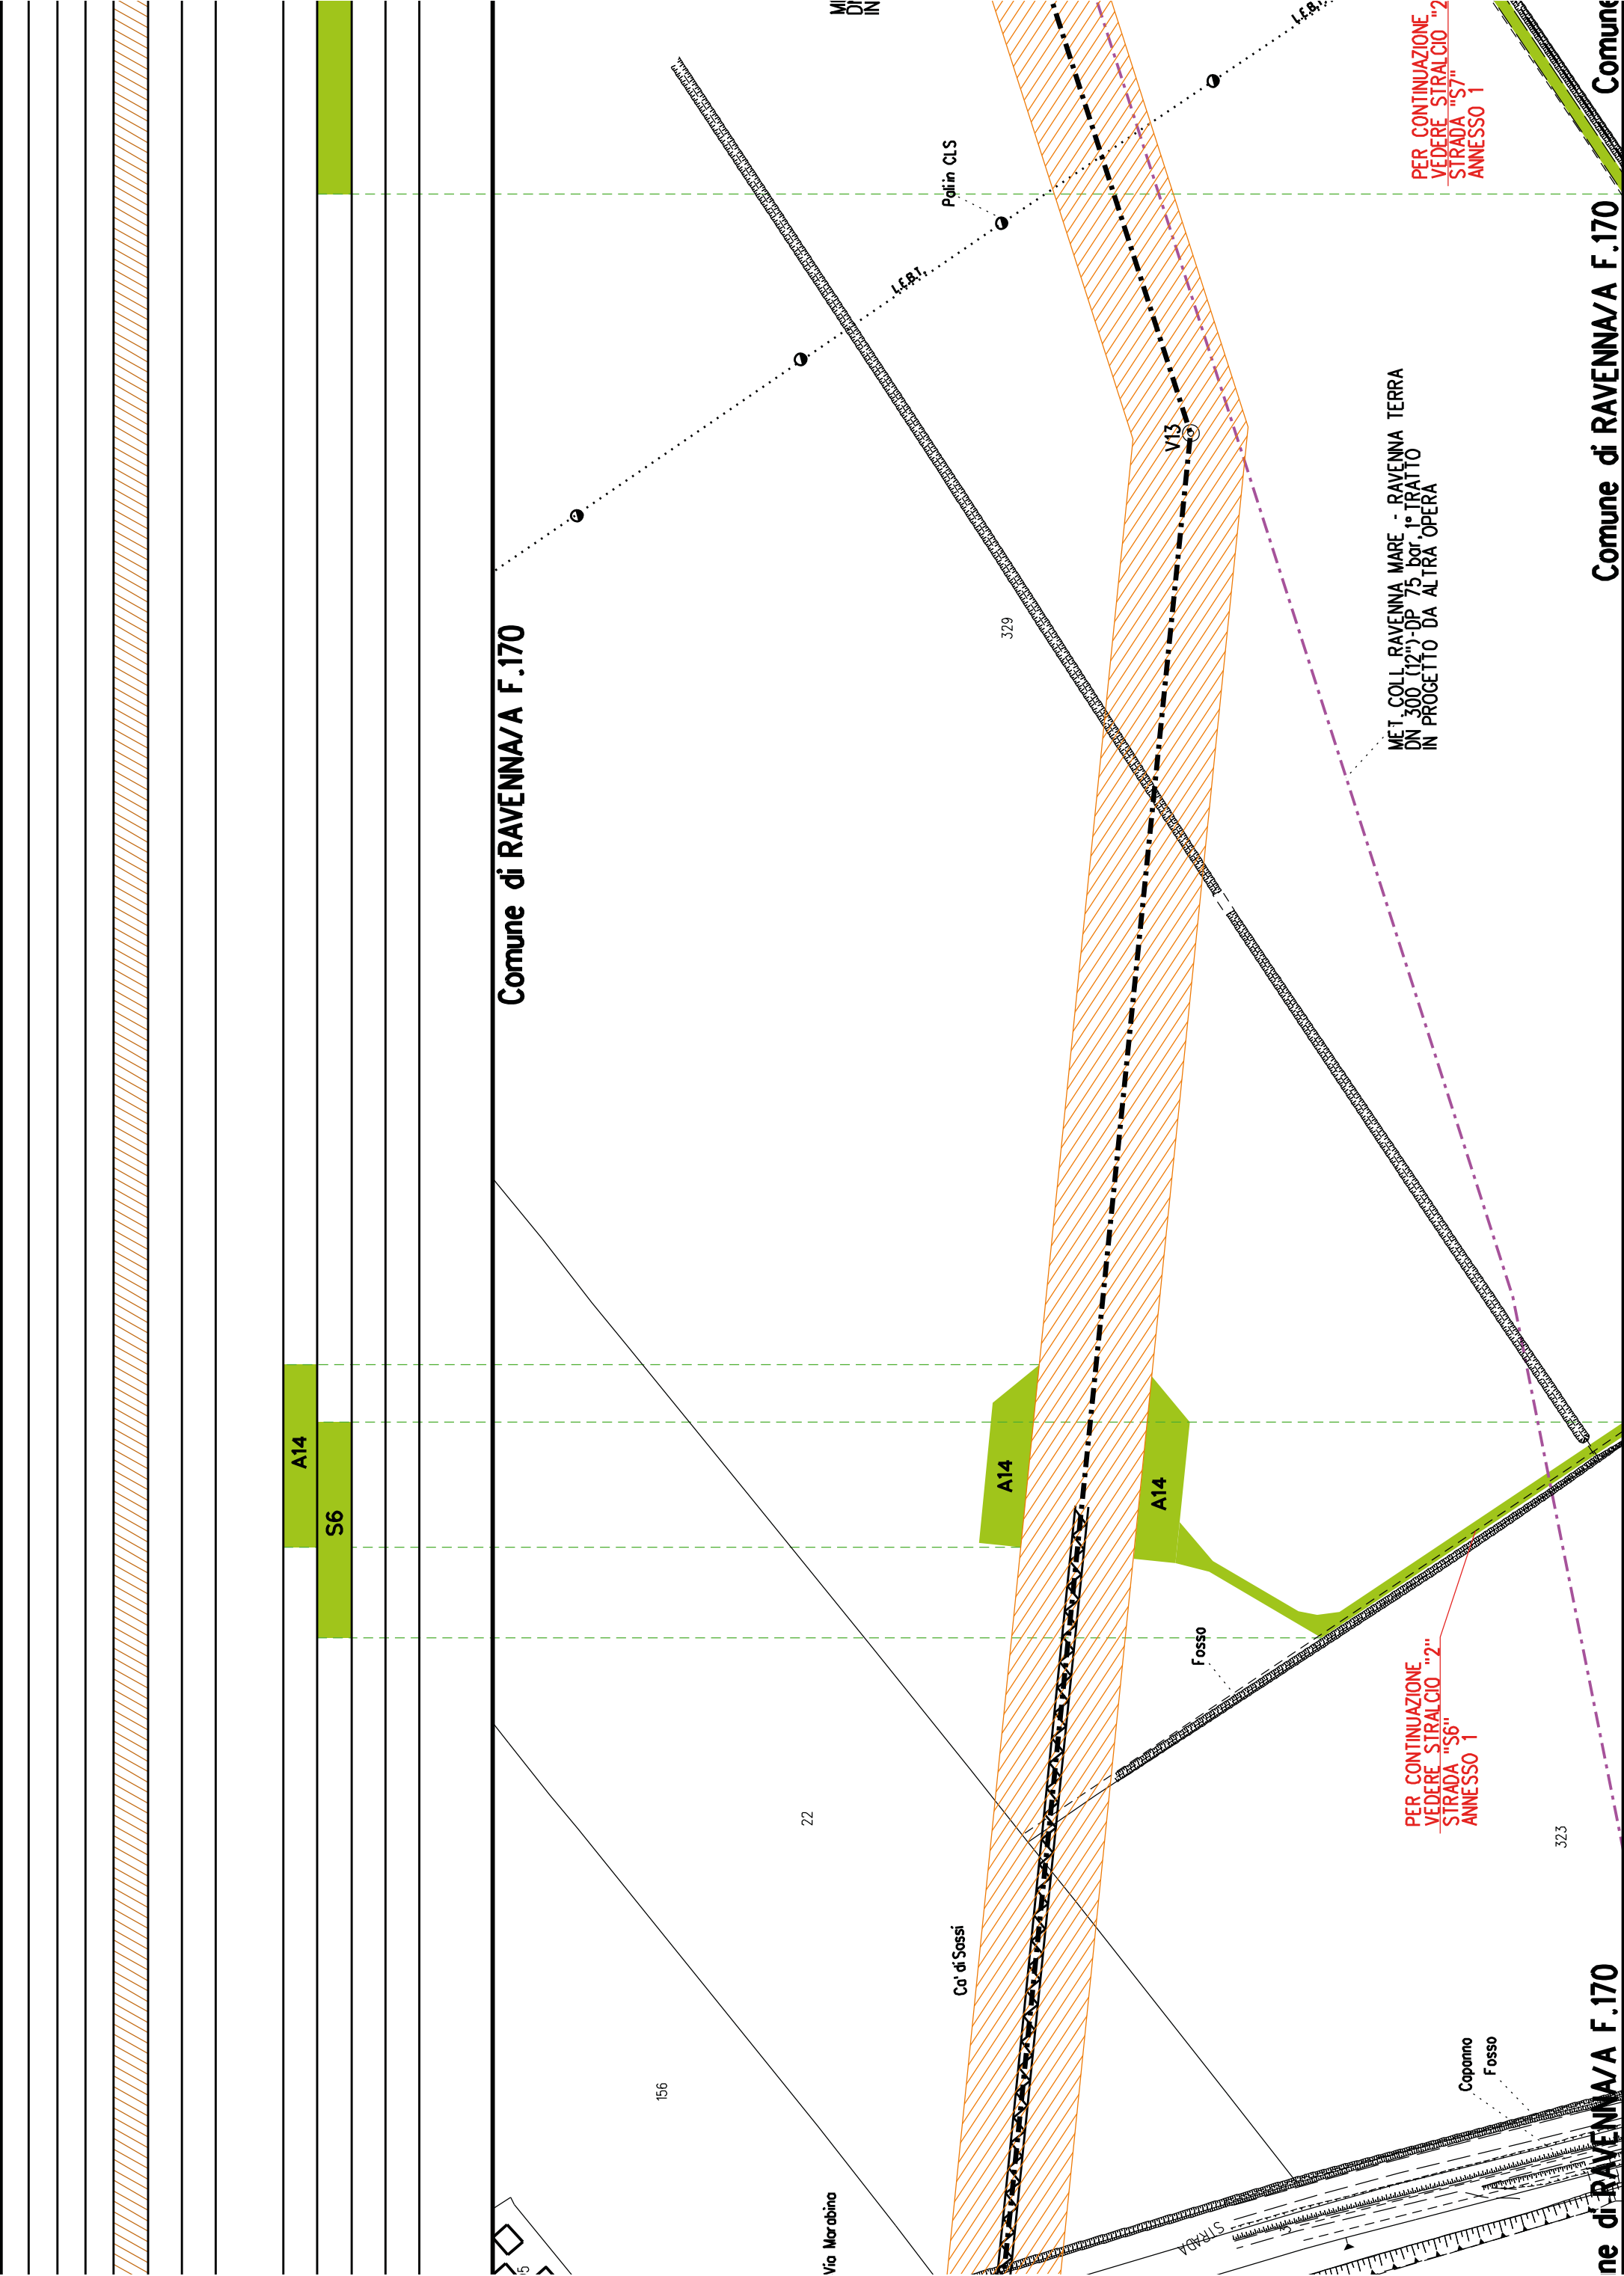 A14
S6
Comune di RAVENNA/A F.170
L.E.B.T.
Palin CLS
L.E.B.T.
329
V13
MET. COLL. RAVENNA MARE - RAVENNA TERRA
DN 300 (12")-DP 75 bar 1° TRATTO
IN PROGETTO DA ALTRA OPERA
PER CONTINUAZIONE
VEDERE STRALCIO "2
STRADA "S7"
ANNESSO 1
Comune di RAVENNA/A F.170
Comune
A14
A14
Fosso
PER CONTINUAZIONE
VEDERE STRALCIO "2"
STRADA "S6"
ANNESSO 1
22
323
156
Ca' di Sassi
Via Marabina
STRADA
Capanno
Fosso
ne di RAVENNA/A F.170